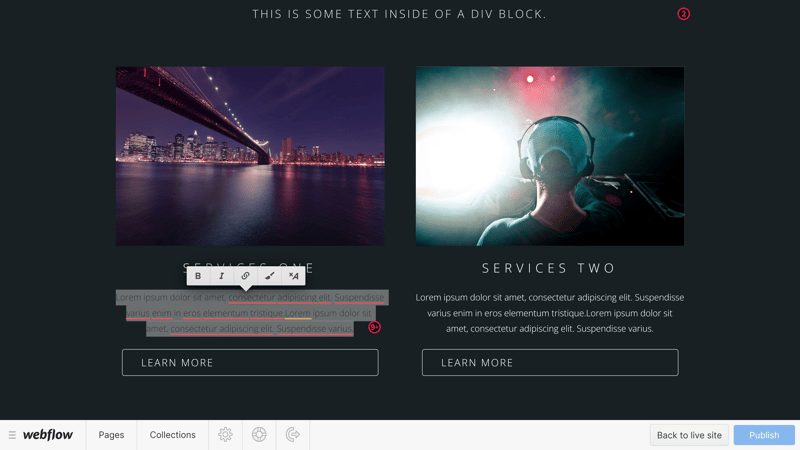 THIS IS SOME TEXT INSIDE OF A DIV BLOCK.
2
SERVICES ONE
SERVICES TWO
B I
Lorem ipsum dolor sit amet, consectetur adipiscing elit. Suspendisse
varius enim in eros elementum tristique.Lorem ipsum dolor sit
amet, consectetur adipiscing elit. Suspendisse varius.
9+
Lorem ipsum dolor sit amet, consectetur adipiscing elit. Suspendisse
varius enim in eros elementum tristique.Lorem ipsum dolor sit
amet, consectetur adipiscing elit. Suspendisse varius.
LEARN MORE
LEARN MORE
webflow Pages Collections Back to live site Publish